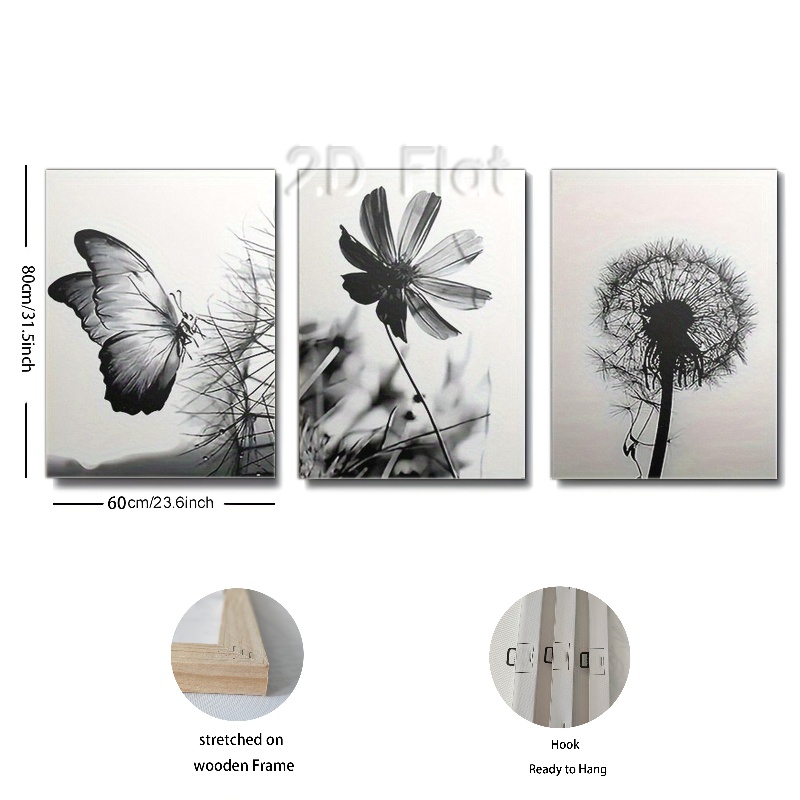 2D Flat
80cm/31.5inch
60cm/23.6inch
stretched on
wooden Frame
Hook
Ready to Hang